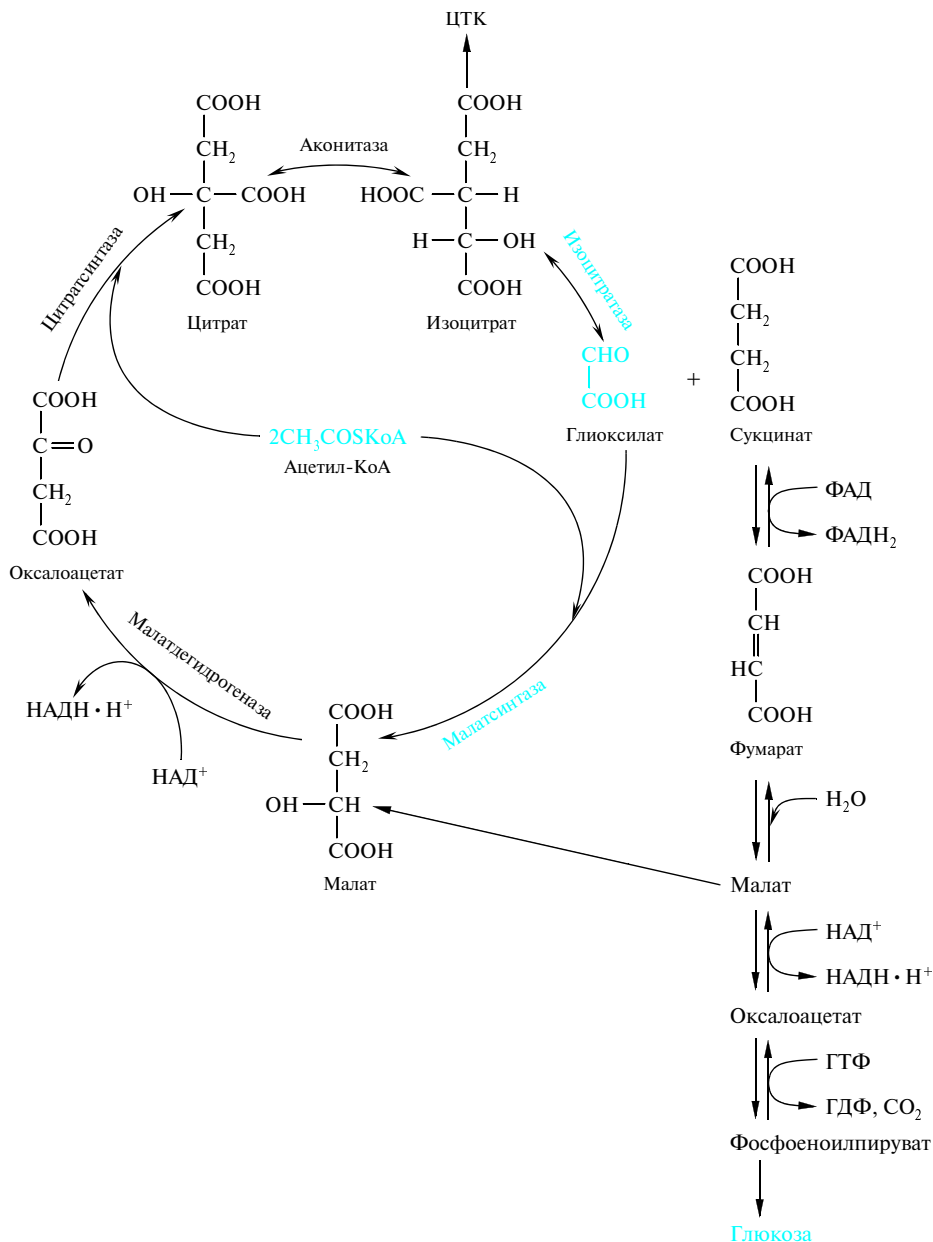 ЦТК
COOH
CH2
OH—C—COOH
CH2
COOH
Цитрат
Аконитаза
COOH
CH2
HOOC—C—H
H—C—OH
COOH
Изоцитрат
Цитратсинтаза
Изоцитратаза
CHO
COOH
Глиоксилат
+
COOH
CH2
CH2
COOH
Сукцинат
COOH
C=O
CH2
COOH
Оксалоацетат
2CH3COSKoA
Ацетил-КоА
ФАД
ФАДН2
COOH
CH
HC
COOH
Фумарат
Малатдегидрогеназа
НАДН · Н+
НАД+
Малатсинтаза
COOH
CH2
OH—CH
COOH
Малат
H2O
Малат
НАД+
НАДН · Н+
Оксалоацетат
ГТФ
ГДФ, CO2
Фосфоеноилпируват
Глюкоза